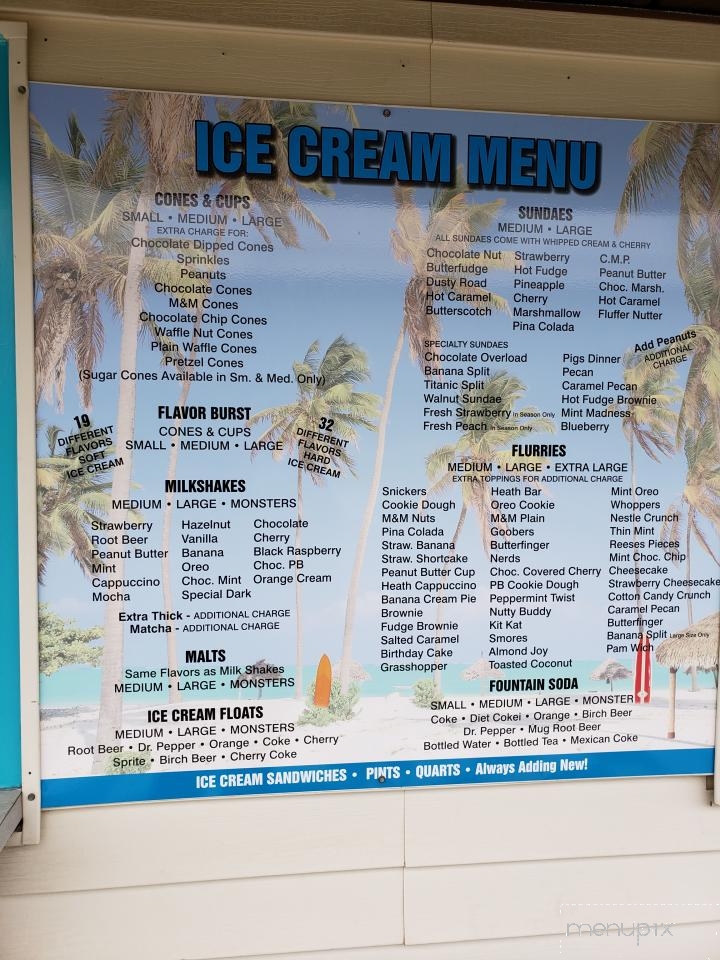 ICE CREAM MENU
CONES & CUPS
SMALL • MEDIUM • LARGE
EXTRA CHARGE FOR:
Chocolate Dipped Cones
Sprinkles
Peanuts
Chocolate Cones
M&M Cones
Chocolate Chip Cones
Waffle Nut Cones
Plain Waffle Cones
Pretzel Cones
(Sugar Cones Available in Sm. & Med. Only)
19
DIFFERENT
FLAVORS
SOFT
ICE CREAM
FLAVOR BURST
CONES & CUPS
SMALL • MEDIUM • LARGE
32
DIFFERENT
FLAVORS
HARD
ICE CREAM
MILKSHAKES
MEDIUM • LARGE • MONSTERS
Strawberry
Root Beer
Peanut Butter
Mint
Cappuccino
Mocha
Hazelnut
Vanilla
Banana
Oreo
Choc. Mint
Special Dark
Chocolate
Cherry
Black Raspberry
Choc. PB
Orange Cream
Extra Thick - ADDITIONAL CHARGE
Matcha - ADDITIONAL CHARGE
MALTS
Same Flavors as Milk Shakes
MEDIUM • LARGE • MONSTERS
ICE CREAM FLOATS
MEDIUM • LARGE • MONSTERS
Root Beer • Dr. Pepper • Orange • Coke • Cherry
Sprite • Birch Beer • Cherry Coke
SUNDAES
MEDIUM • LARGE
ALL SUNDAES COME WITH WHIPPED CREAM & CHERRY
Chocolate Nut
Butterfudge
Dusty Road
Hot Caramel
Butterscotch
Strawberry
Hot Fudge
Pineapple
Cherry
Marshmallow
Pina Colada
C.M.P.
Peanut Butter
Choc. Marsh.
Hot Caramel
Fluffer Nutter
SPECIALTY SUNDAES
Chocolate Overload
Banana Split
Titanic Split
Walnut Sundae
Fresh Strawberry In Season Only
Fresh Peach In Season Only
Pigs Dinner
Pecan
Caramel Pecan
Hot Fudge Brownie
Mint Madness
Blueberry
Add Peanuts
ADDITIONAL
CHARGE
FLURRIES
MEDIUM • LARGE • EXTRA LARGE
EXTRA TOPPINGS FOR ADDITIONAL CHARGE
Snickers
Cookie Dough
M&M Nuts
Pina Colada
Straw. Banana
Straw. Shortcake
Peanut Butter Cup
Heath Cappuccino
Banana Cream Pie
Brownie
Fudge Brownie
Salted Caramel
Birthday Cake
Grasshopper
Heath Bar
Oreo Cookie
M&M Plain
Goobers
Butterfinger
Nerds
Choc. Covered Cherry
PB Cookie Dough
Peppermint Twist
Nutty Buddy
Kit Kat
Smores
Almond Joy
Toasted Coconut
Mint Oreo
Whoppers
Nestle Crunch
Thin Mint
Reeses Pieces
Mint Choc. Chip
Cheesecake
Strawberry Cheesecake
Cotton Candy Crunch
Caramel Pecan
Butterfinger
Banana Split Large Size Only
Pam Wich
FOUNTAIN SODA
SMALL • MEDIUM • LARGE • MONSTER
Coke • Diet Cokei • Orange • Birch Beer
Dr. Pepper • Mug Root Beer
Bottled Water • Bottled Tea • Mexican Coke
ICE CREAM SANDWICHES • PINTS • QUARTS • Always Adding New!
menupix